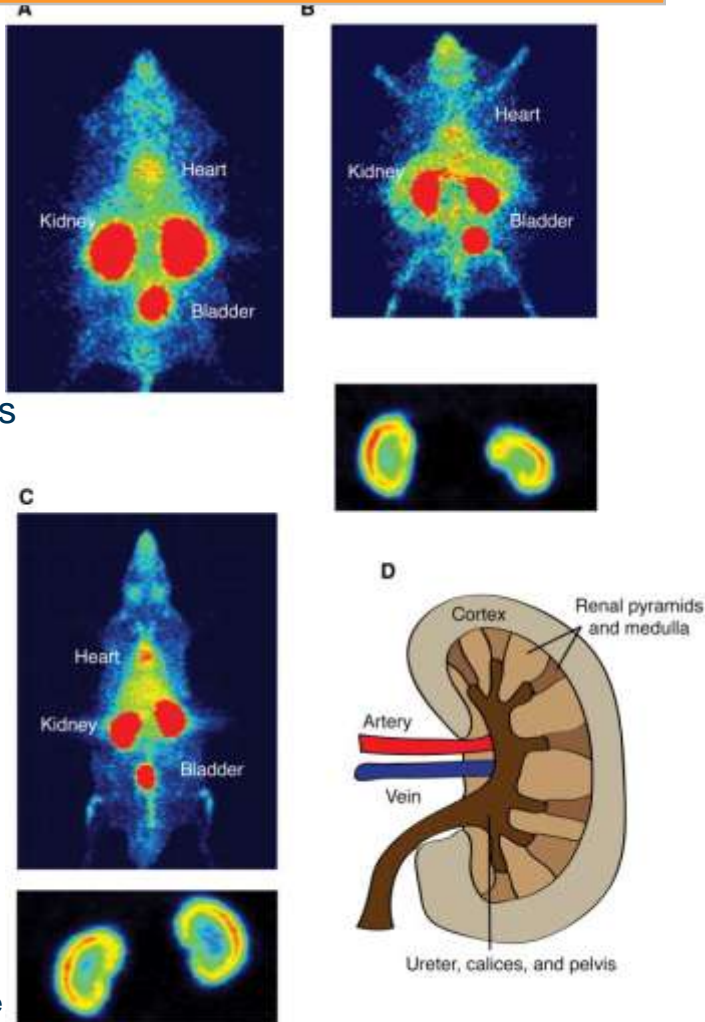 A
B
Heart
Kidney
Bladder
Heart
Kidney
Bladder
s
C
Heart
Kidney
Bladder
D
Cortex
Renal pyramids
and medulla
Artery
Vein
Ureter, calices, and pelvis
e